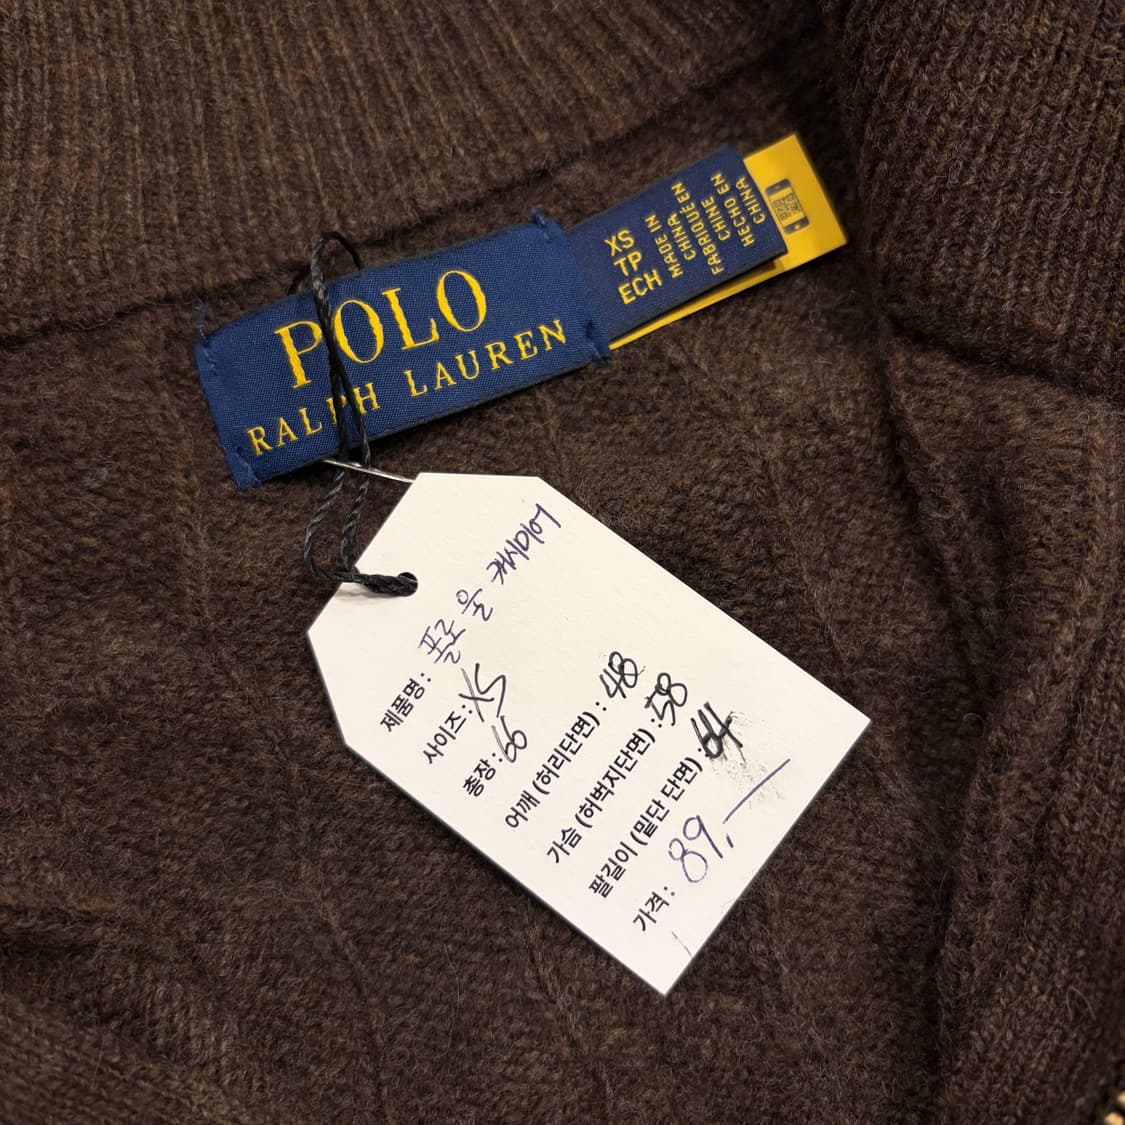 POLO
RALPH LAUREN
XS
TP
ECH
MADE IN
CHINA
FABRIQUÉ EN
CHINE
HECHO EN
CHINA
제품명 : 폴로 울 캐시미어
사이즈 : XS
총장 : 66
어깨 (허리단면) : 48
가슴 (허벅지단면) : 58
팔길이 (밑단 단면) : 64
가격 : 89,-